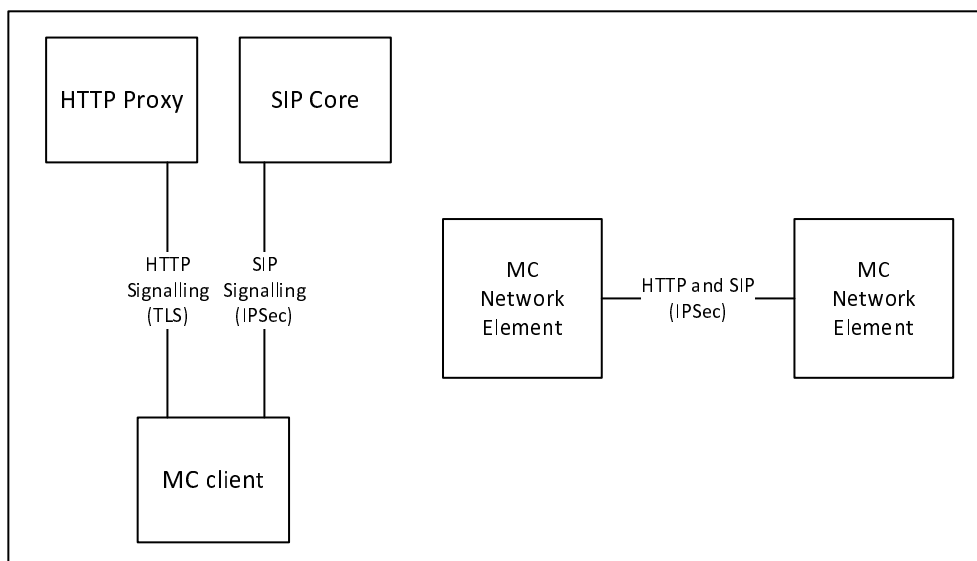 HTTP Proxy
SIP Core
HTTP
Signalling
(TLS)
SIP
Signalling
(IPSec)
MC client
MC
Network
Element
HTTP and SIP
(IPSec)
MC
Network
Element